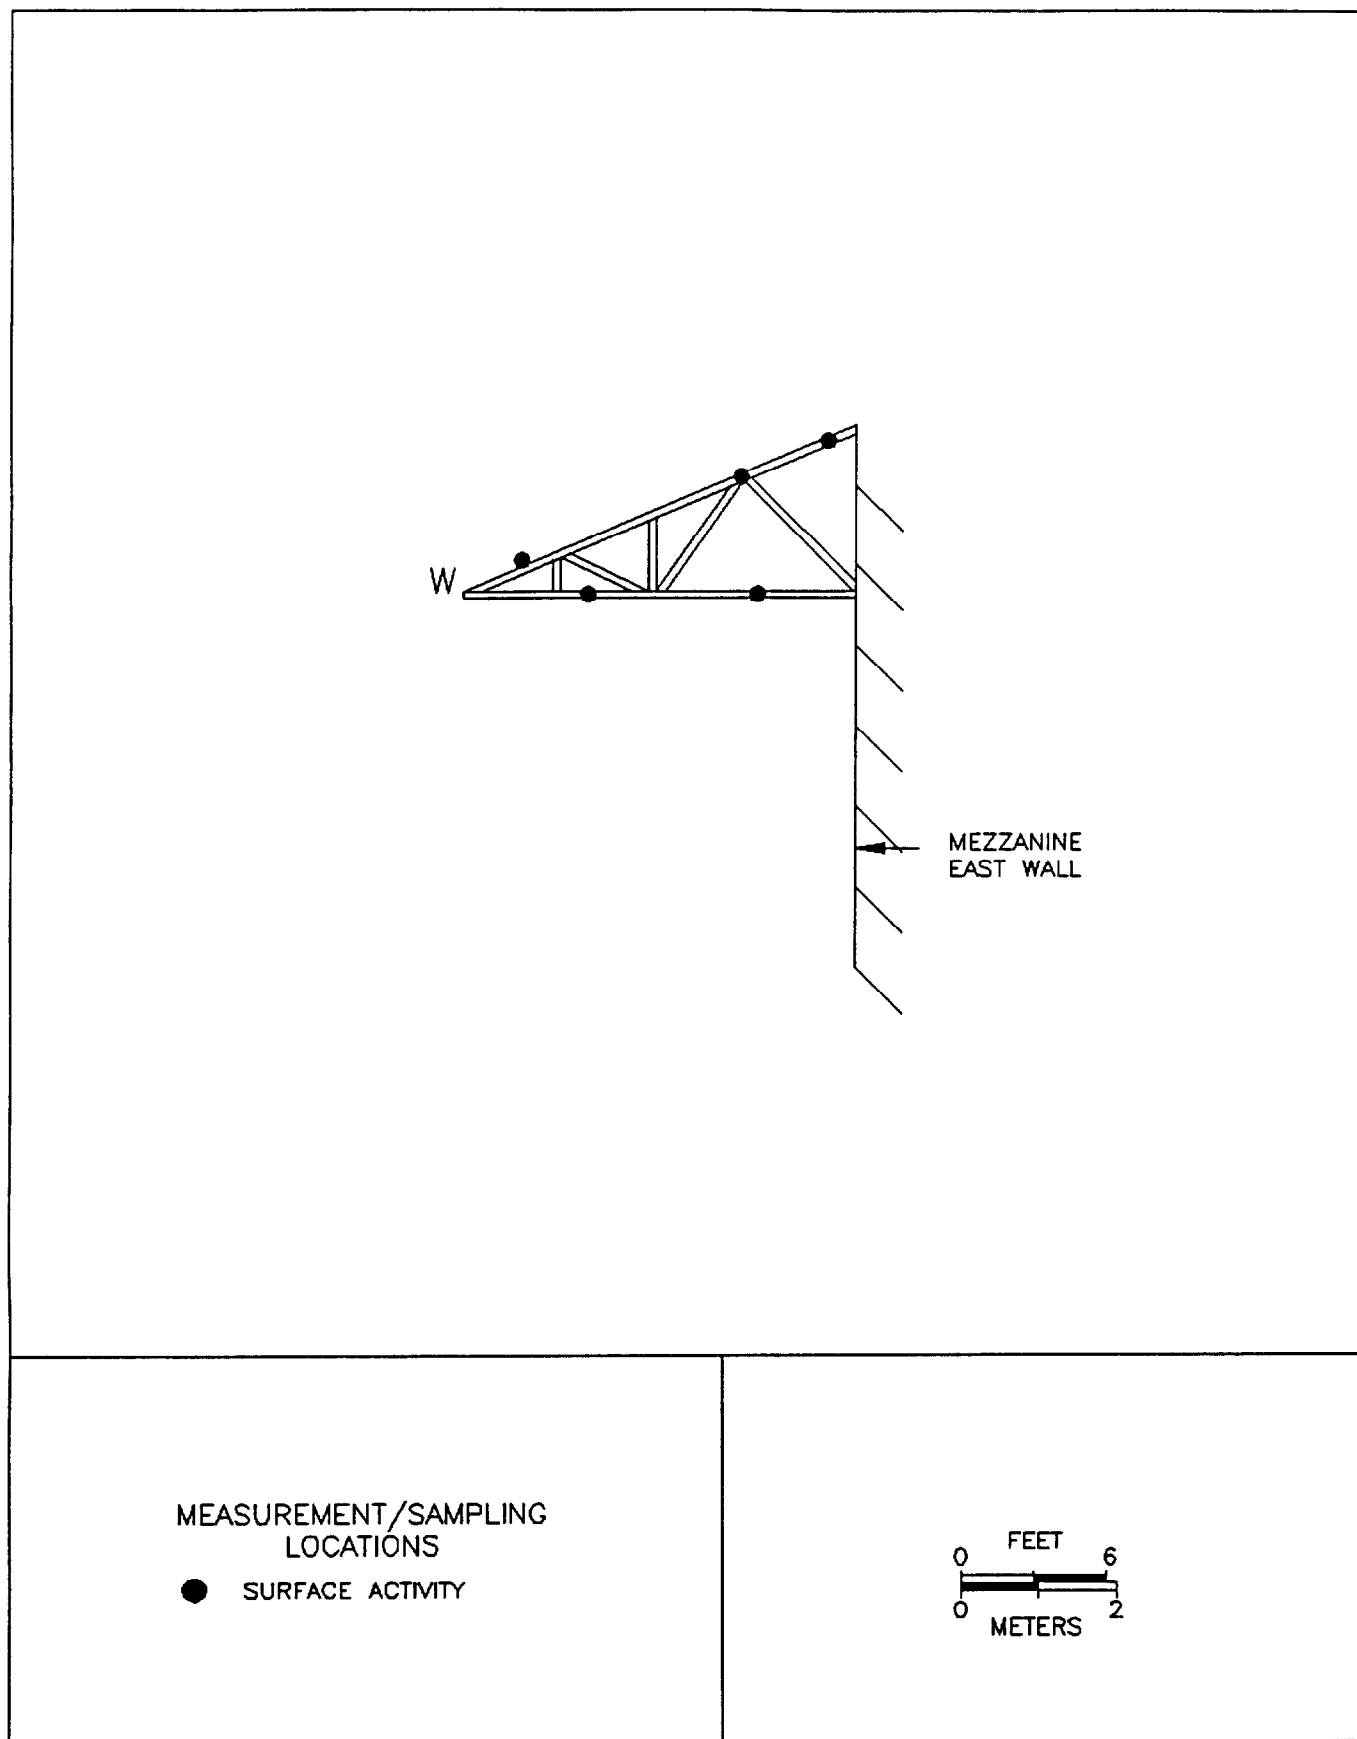 W
MEZZANINE
EAST WALL
MEASUREMENT/SAMPLING
LOCATIONS
SURFACE ACTIVITY
FEET
0 6
0 2
METERS